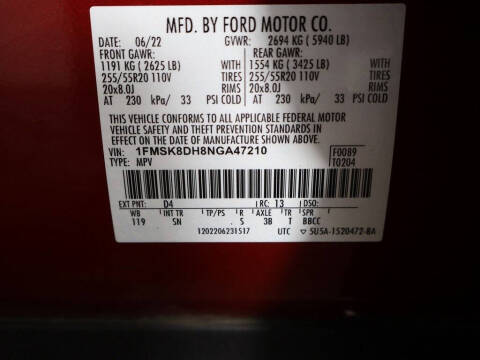 MFD. BY FORD MOTOR CO.
DATE: 06/22 GVWR: 2694 KG ( 5940 LB)
FRONT GAWR: REAR GAWR:
1191 KG ( 2625 LB) WITH 1554 KG ( 3425 LB) WITH
255/55R20 110V TIRES 255/55R20 110V TIRES
20x8.0J RIMS 20x8.0J RIMS
AT 230 kPa/ 33 PSI COLD AT 230 kPa/ 33 PSI COLD
THIS VEHICLE CONFORMS TO ALL APPLICABLE FEDERAL MOTOR
VEHICLE SAFETY AND THEFT PREVENTION STANDARDS IN
EFFECT ON THE DATE OF MANUFACTURE SHOWN ABOVE.
VIN: 1FMSK8DH8NGA47210 F0089
TYPE: MPV T0204
EXT PNT: D4 RC: 13 DSO:
WB INT TR TP/PS R AXLE TR SPR
119 SN S 3B T BBCC
1202206231517 UTC 5U5A-1520472-BA